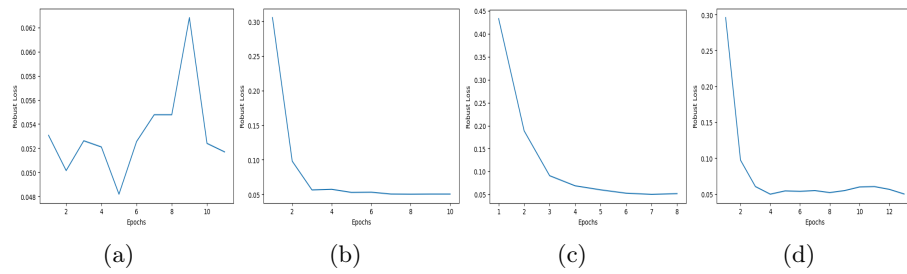 0.062
0.060
0.058
0.056
0.054
0.052
0.050
0.048
Robust Loss
2 4 6 8 10
Epochs
(a)
0.30
0.25
0.20
0.15
0.10
0.05
Robust Loss
2 4 6 8 10
Epochs
(b)
0.45
0.40
0.35
0.30
0.25
0.20
0.15
0.10
0.05
Robust Loss
1 2 3 4 5 6 7 8
Epochs
(c)
0.30
0.25
0.20
0.15
0.10
0.05
Robust Loss
2 4 6 8 10 12
Epochs
(d)